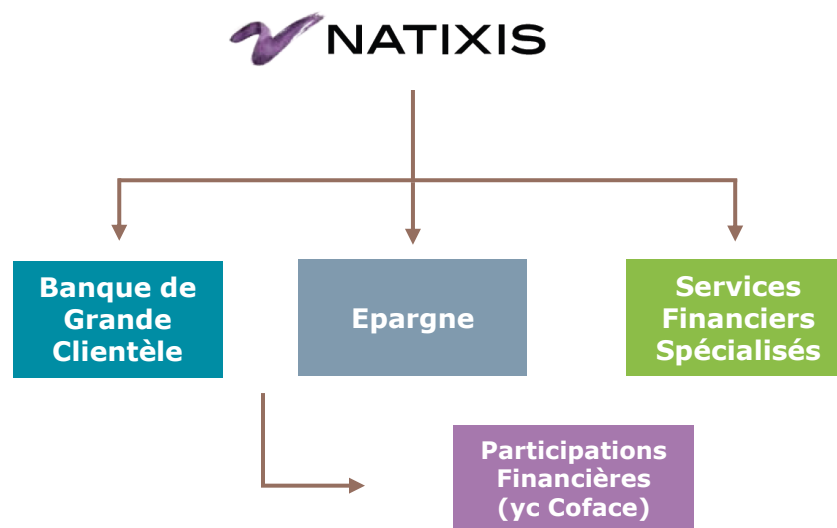 NATIXIS
Banque de
Grande
Clientèle
Epargne
Services
Financiers
Spécialisés
Participations
Financières
(yc Coface)